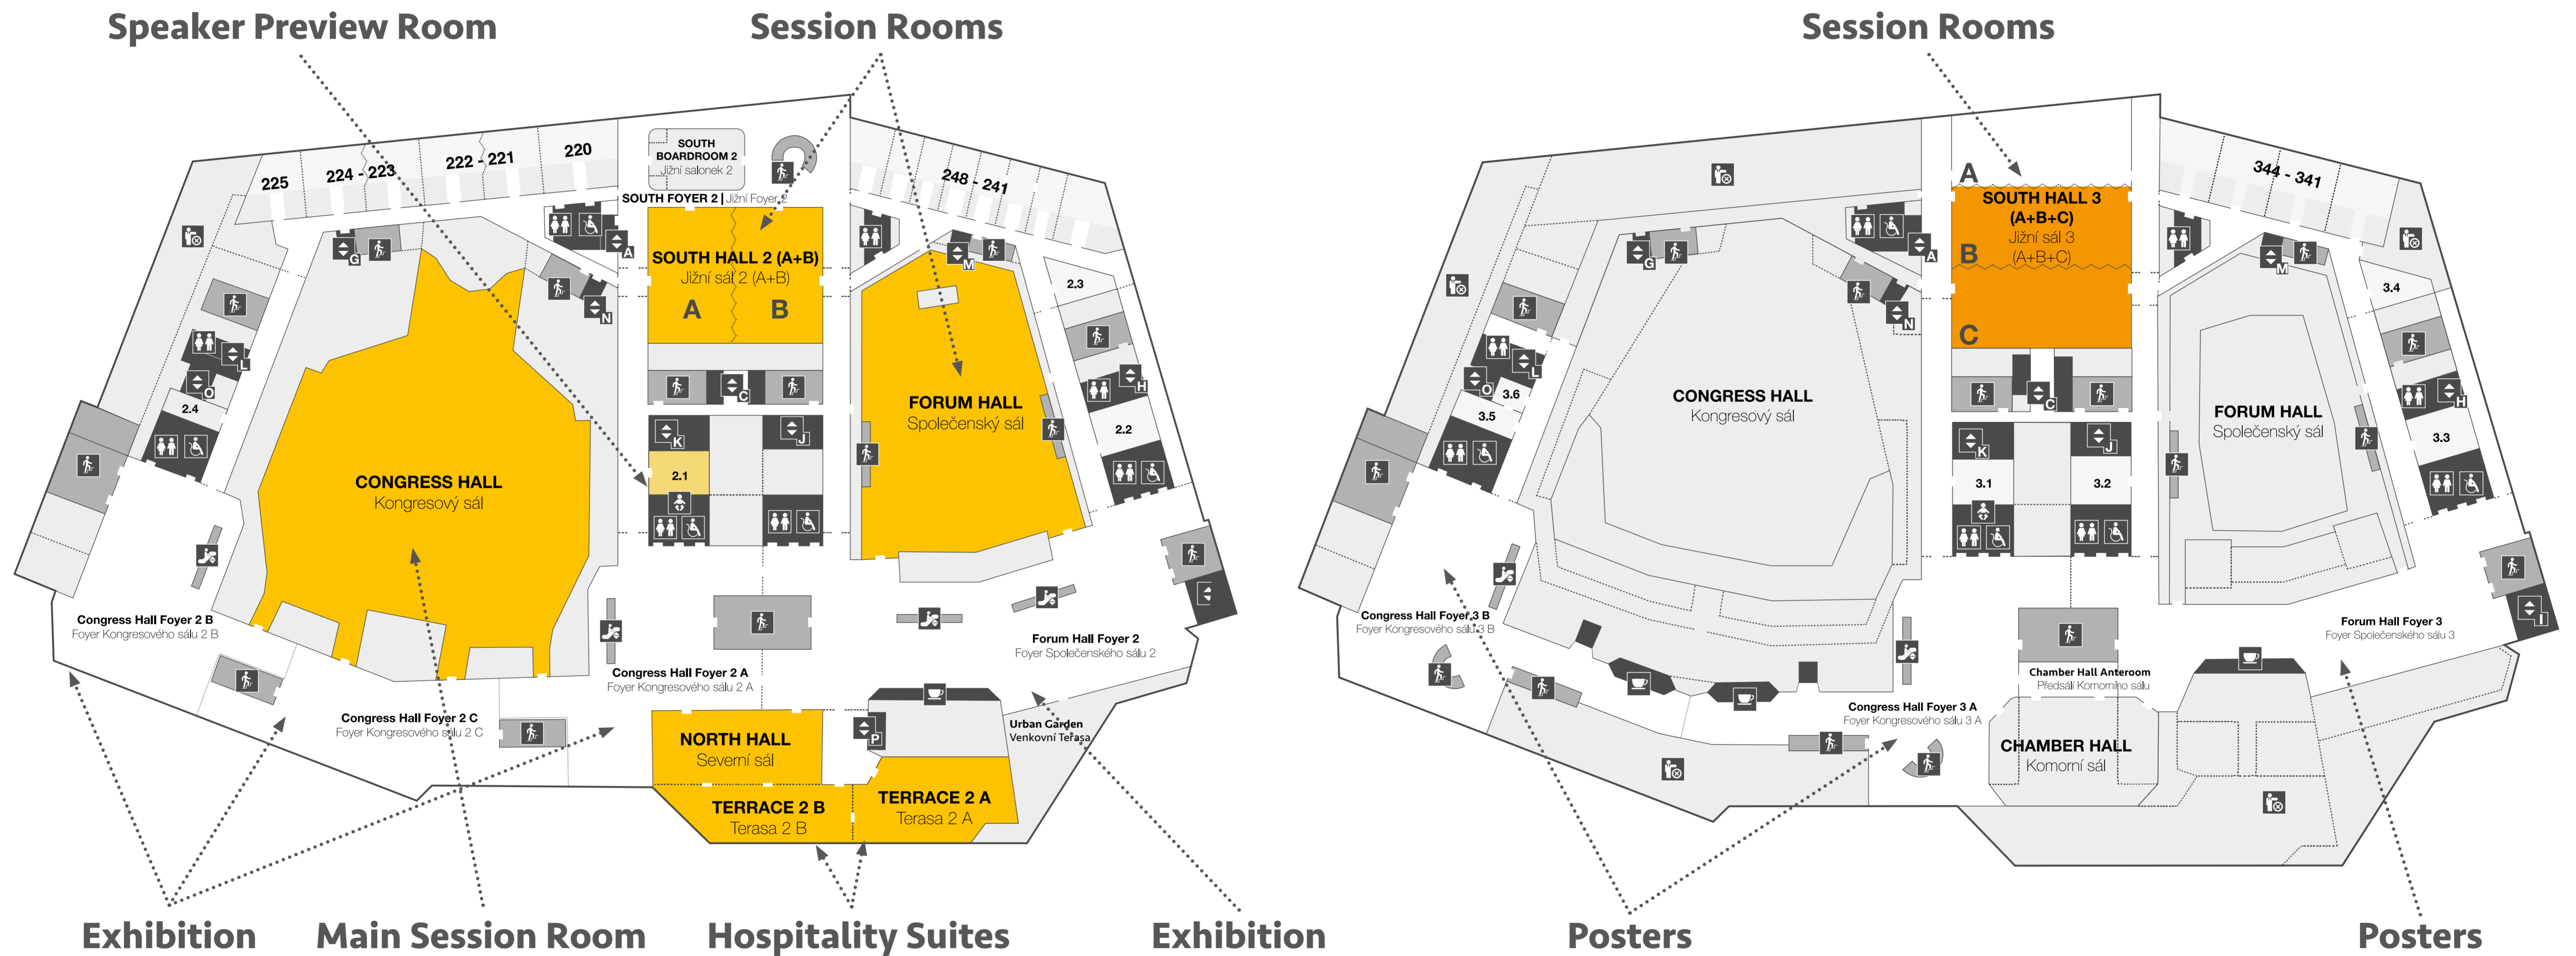 Speaker Preview Room
Session Rooms
225
224 - 223
222 - 221
220
SOUTH
BOARDROOM 2
Jižní salonek 2
SOUTH FOYER 2 | Jižní Foyer 2
248 - 241
A
G
N
M
SOUTH HALL 2 (A+B)
Jižní sál 2 (A+B)
A
B
2.3
L
O
2.4
C
H
FORUM HALL
Společenský sál
2.2
K
J
2.1
CONGRESS HALL
Kongresový sál
Congress Hall Foyer 2 B
Foyer Kongresového sálu 2 B
Forum Hall Foyer 2
Foyer Společenského sálu 2
Congress Hall Foyer 2 A
Foyer Kongresového sálu 2 A
Congress Hall Foyer 2 C
Foyer Kongresového sálu 2 C
Urban Garden
Venkovní Terasa
P
NORTH HALL
Severní sál
TERRACE 2 B
Terasa 2 B
TERRACE 2 A
Terasa 2 A
Exhibition
Main Session Room
Hospitality Suites
Exhibition
Session Rooms
344 - 341
A
SOUTH HALL 3
(A+B+C)
Jižní sál 3
(A+B+C)
B
C
A
G
N
M
3.4
L
O
3.6
3.5
C
H
CONGRESS HALL
Kongresový sál
FORUM HALL
Společenský sál
3.3
K
J
3.1
3.2
I
Congress Hall Foyer 3 B
Foyer Kongresového sálu 3 B
Forum Hall Foyer 3
Foyer Společenského sálu 3
Chamber Hall Anteroom
Předsálí Komorního sálu
Congress Hall Foyer 3 A
Foyer Kongresového sálu 3 A
CHAMBER HALL
Komorní sál
Posters
Posters